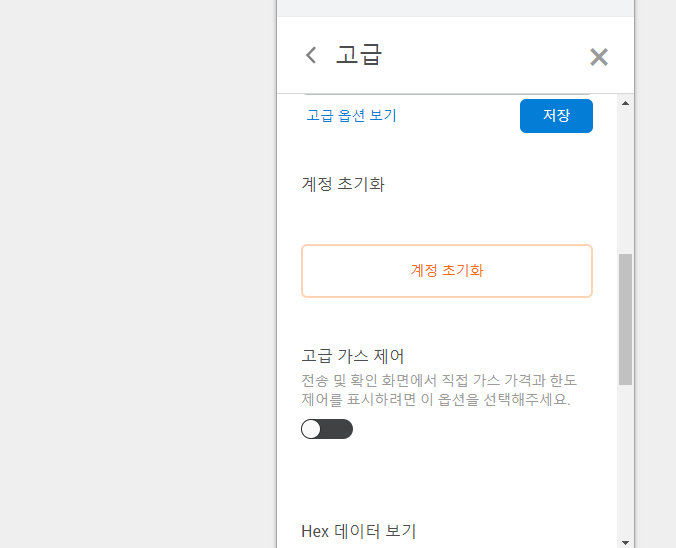 고급
고급 옵션 보기
저장
계정 초기화
계정 초기화
고급 가스 제어
전송 및 확인 화면에서 직접 가스 가격과 한도
제어를 표시하려면 이 옵션을 선택해주세요.
Hex 데이터 보기